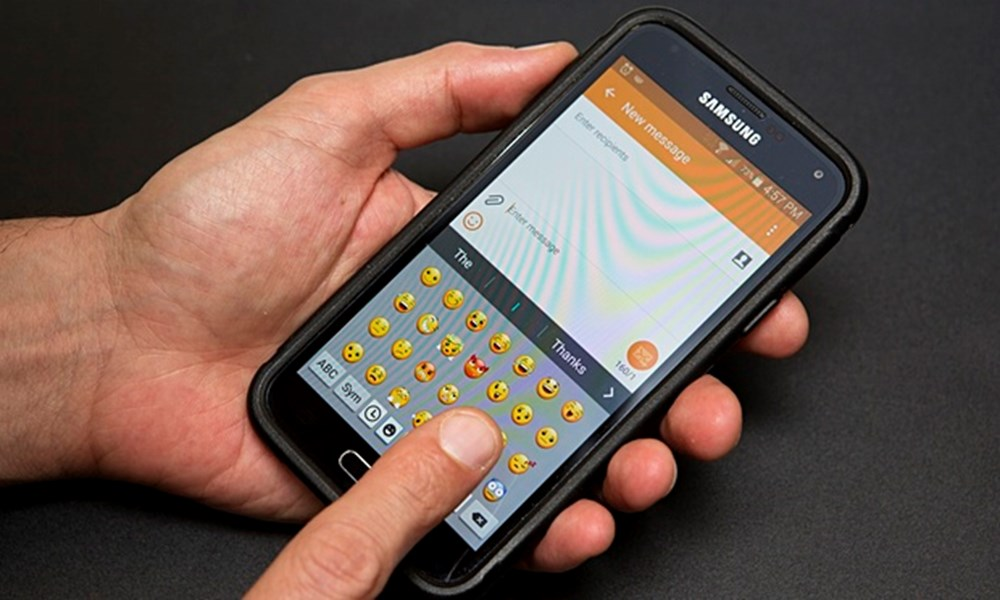 SAMSUNG
73% 4:57 PM
New message
Enter recipients
Enter message
160/1
The
Thanks
ABC
Sym